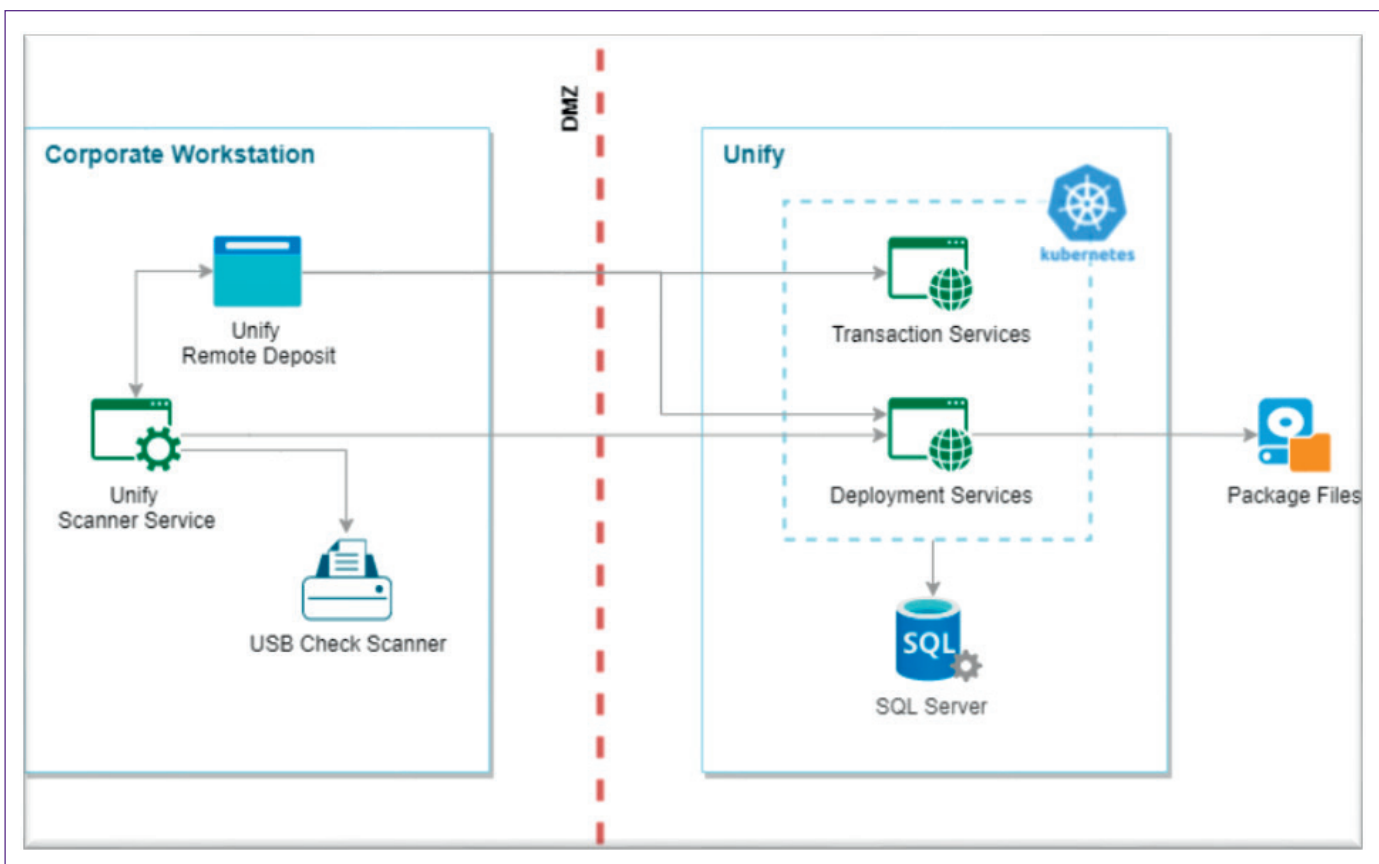 DMZ
Corporate Workstation
Unify
Remote Deposit
Unify
Scanner Service
USB Check Scanner
Unify
kubernetes
Transaction Services
Deployment Services
SQL
SQL Server
Package Files